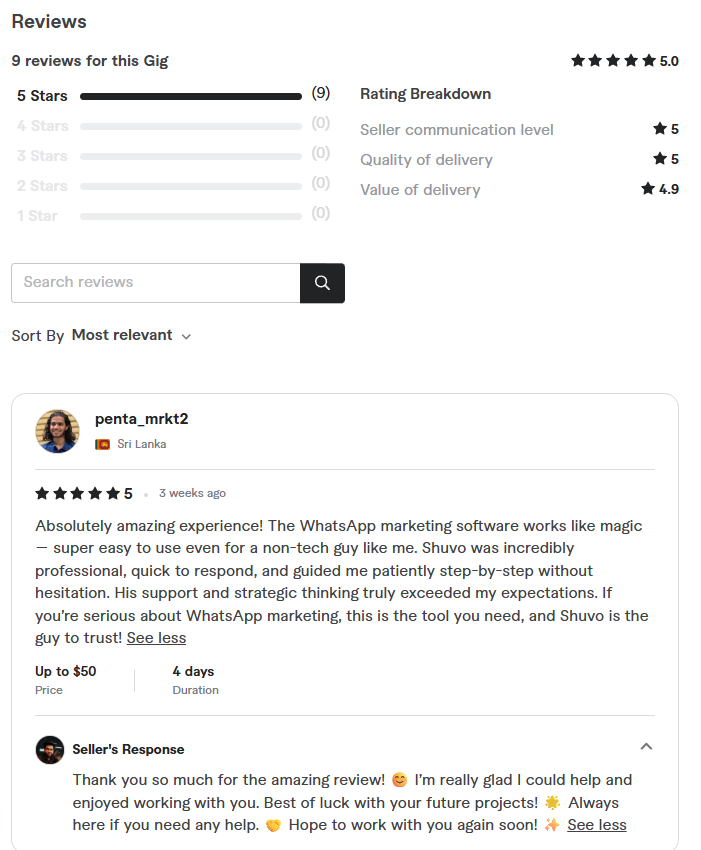 Reviews
9 reviews for this Gig
5.0
5 Stars (9)
4 Stars (0)
3 Stars (0)
2 Stars (0)
1 Star (0)
Rating Breakdown
Seller communication level 5
Quality of delivery 5
Value of delivery 4.9
Search reviews
Sort By Most relevant
penta_mrkt2
Sri Lanka
5 • 3 weeks ago
Absolutely amazing experience! The WhatsApp marketing software works like magic
— super easy to use even for a non-tech guy like me. Shuvo was incredibly
professional, quick to respond, and guided me patiently step-by-step without
hesitation. His support and strategic thinking truly exceeded my expectations. If
you’re serious about WhatsApp marketing, this is the tool you need, and Shuvo is the
guy to trust! See less
Up to $50
Price
4 days
Duration
Seller's Response
Thank you so much for the amazing review! 😊 I’m really glad I could help and
enjoyed working with you. Best of luck with your future projects! 🌟 Always
here if you need any help. 🤝 Hope to work with you again soon! ✨ See less